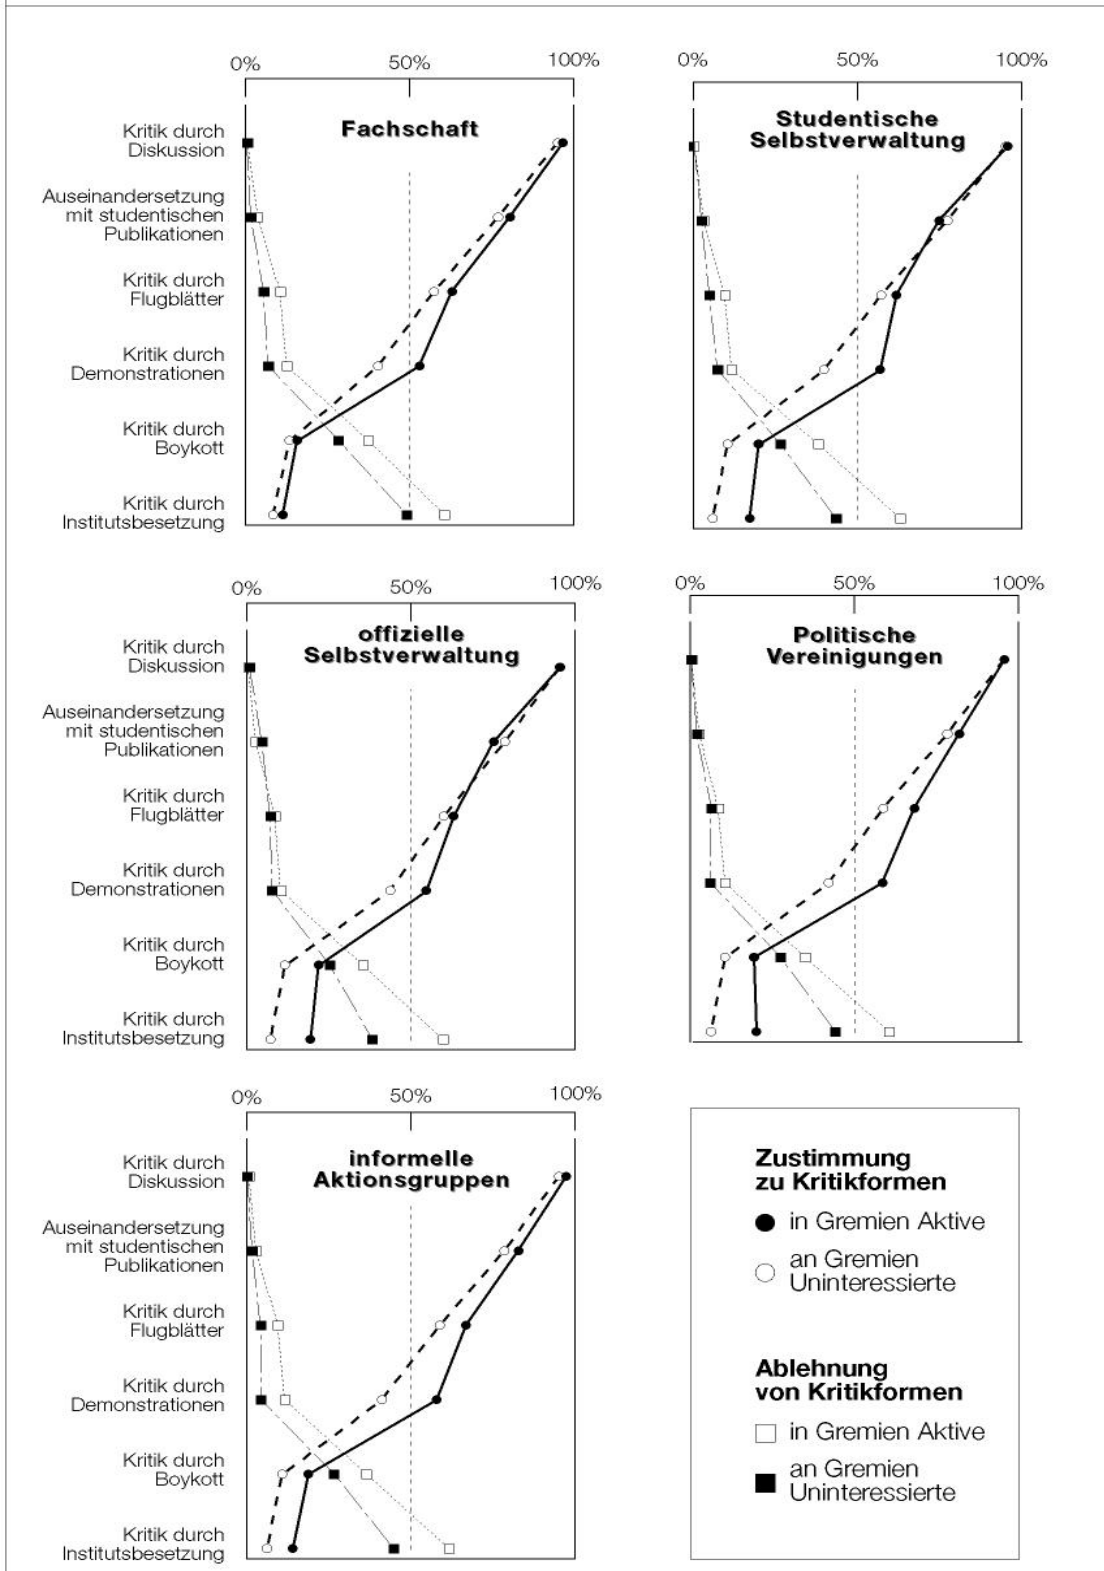 0%
50%
100%
Fachschaft
Kritik durch
Diskussion
Auseinandersetzung
mit studentischen
Publikationen
Kritik durch
Flugblätter
Kritik durch
Demonstrationen
Kritik durch
Boykott
Kritik durch
Institutsbesetzung
0%
50%
100%
Studentische
Selbstverwaltung
0%
50%
100%
offizielle
Selbstverwaltung
Kritik durch
Diskussion
Auseinandersetzung
mit studentischen
Publikationen
Kritik durch
Flugblätter
Kritik durch
Demonstrationen
Kritik durch
Boykott
Kritik durch
Institutsbesetzung
0%
50%
100%
Politische
Vereinigungen
0%
50%
100%
informelle
Aktionsgruppen
Kritik durch
Diskussion
Auseinandersetzung
mit studentischen
Publikationen
Kritik durch
Flugblätter
Kritik durch
Demonstrationen
Kritik durch
Boykott
Kritik durch
Institutsbesetzung
Zustimmung
zu Kritikformen
in Gremien Aktive
an Gremien
Uninteressierte
Ablehnung
von Kritikformen
in Gremien Aktive
an Gremien
Uninteressierte